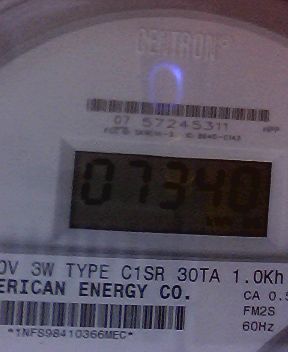 CENTRON
07 57245311
07340
0V 3W TYPE C1SR 30TA 1.0Kh
ERICAN ENERGY CO.
CA 0.5
FM2S
*1NFS98410366MEC*
60Hz